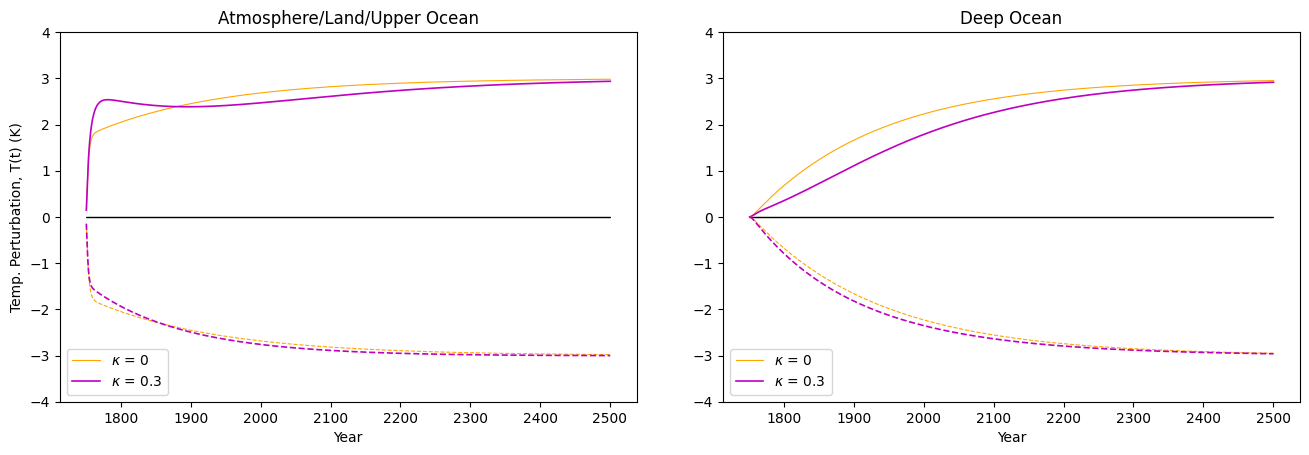 Atmosphere/Land/Upper Ocean
Temp. Perturbation, T(t) (K)
4
3
2
1
0
−1
−2
−3
−4
κ = 0
κ = 0.3
1800 1900 2000 2100 2200 2300 2400 2500
Year
Deep Ocean
4
3
2
1
0
−1
−2
−3
−4
κ = 0
κ = 0.3
1800 1900 2000 2100 2200 2300 2400 2500
Year